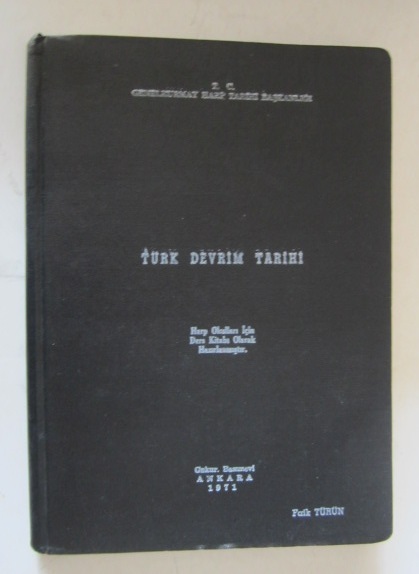 T. C.
GENELKURMAY HARP TARİHİ BAŞKANLIĞI
TÜRK DEVRİM TARİHİ
Harp Okulları İçin
Ders Kitabı Olarak
Hazırlanmıştır.
Gnkur. Basımevi
ANKARA
1971
Faik TÜRÜN